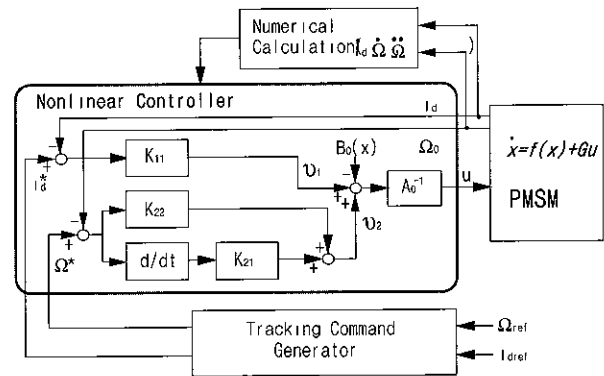 Numerical
Calculation(I_d Ω̇ Ω̈)
Nonlinear Controller
I_d
−
+
I_d*
K₁₁
υ₁
B₀(x)
−
+
+
Ω₀
A₀⁻¹
u
ẋ=f(x)+Gu
PMSM
−
+
Ω*
K₂₂
d/dt
K₂₁
+
+
υ₂
Tracking Command
Generator
Ω_ref
I_dref